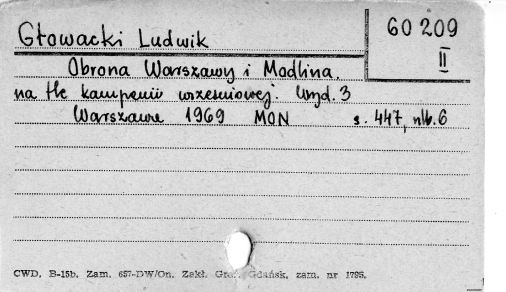 Głowacki Ludwik
60 209
II
Obrona Warszawy i Modlina.
na tle kampanii wrześniowej. Wyd. 3
Warszawa 1969 MON s. 447, nlb. 6
CWD. B-15b. Zam. 657-DW/On. Zakł. Graf. Gdańsk, zam. nr 1795.